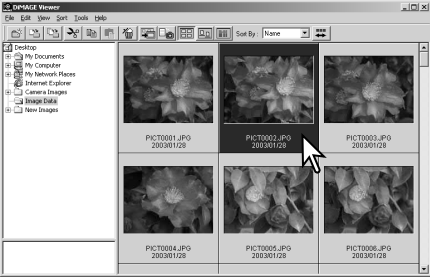 DiMAGE Viewer
File Edit View Sort Tools Help
Sort By : Name
Desktop
My Documents
My Computer
My Network Places
Internet Explorer
Camera Images
Image Data
New Images
PICT0001.JPG
2003/01/28
PICT0002.JPG
2003/01/28
PICT0003.JPG
2003/01/28
PICT0004.JPG
2003/01/28
PICT0005.JPG
2003/01/28
PICT0006.JPG
2003/01/28